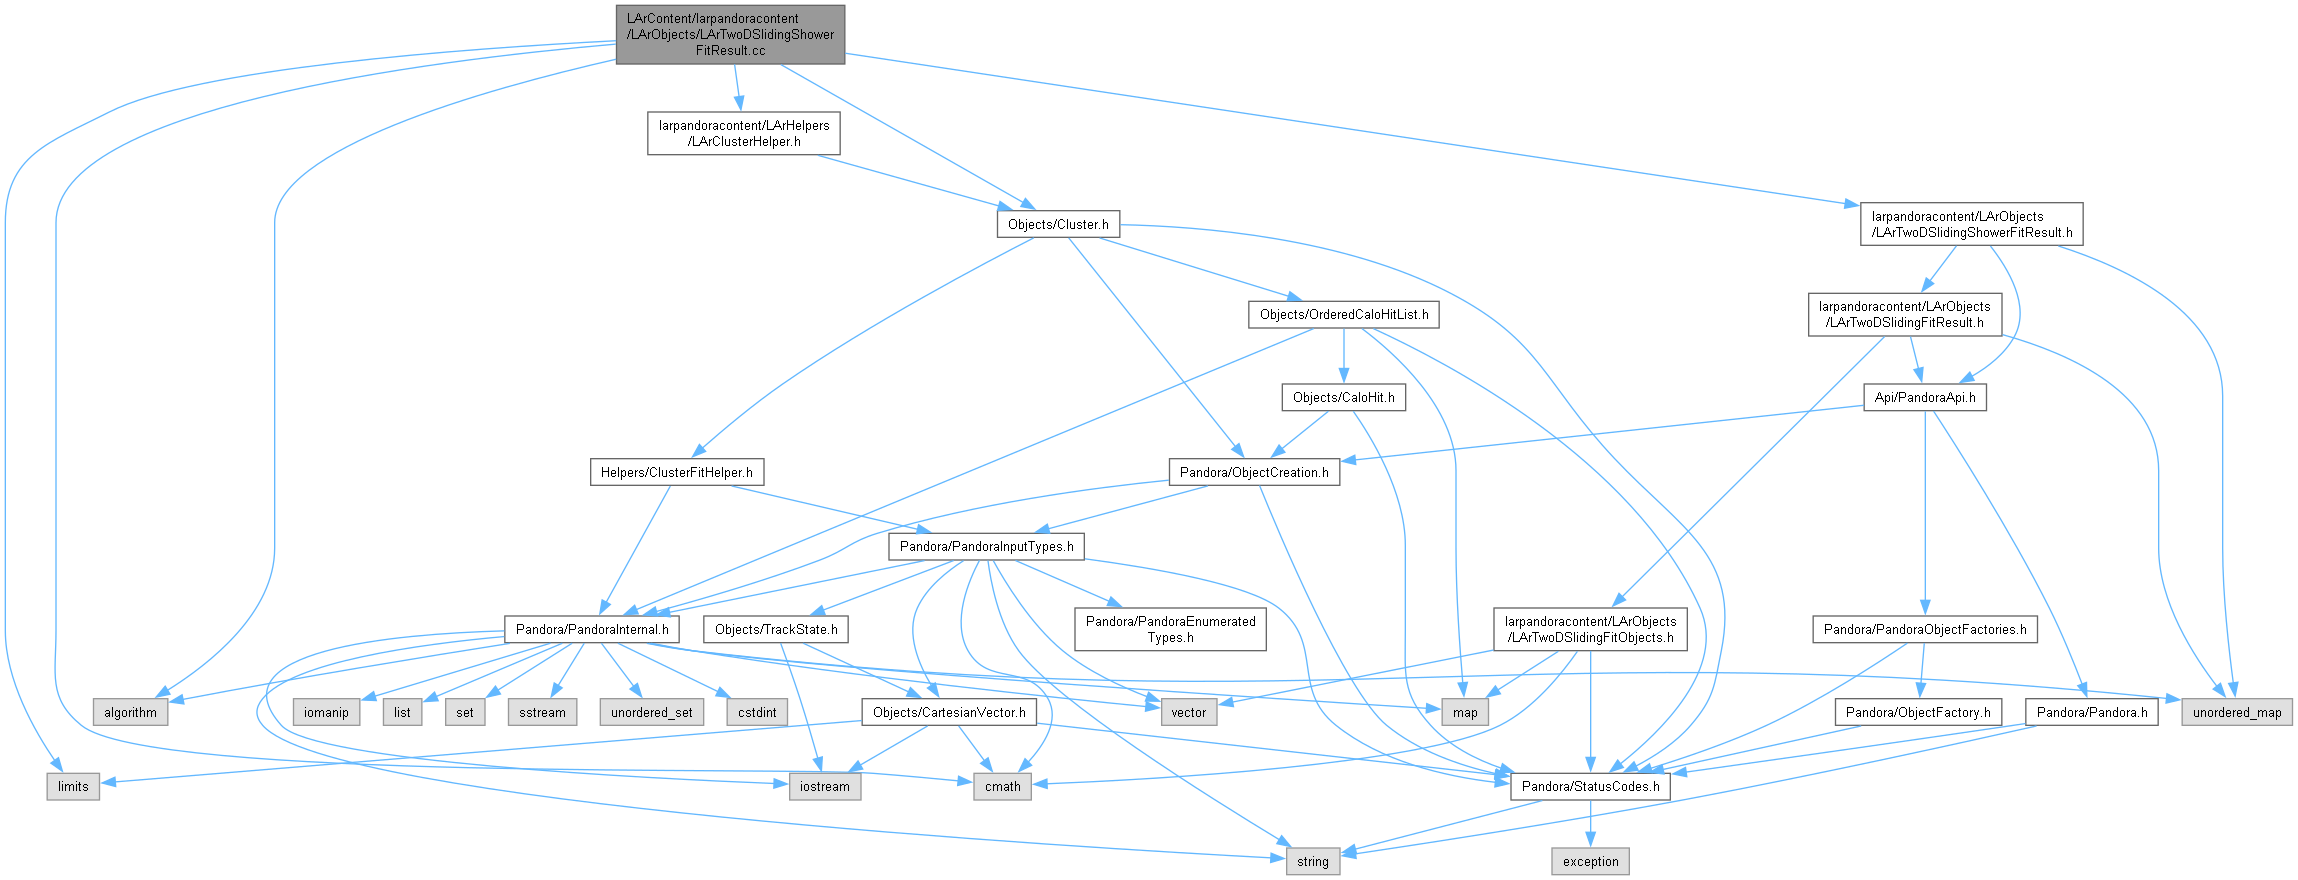 LArContent/larpandoracontent
/LArObjects/LArTwoDSlidingShower
FitResult.cc
larpandoracontent/LArHelpers
/LArClusterHelper.h
Objects/Cluster.h
larpandoracontent/LArObjects
/LArTwoDSlidingShowerFitResult.h
Objects/OrderedCaloHitList.h
larpandoracontent/LArObjects
/LArTwoDSlidingFitResult.h
Objects/CaloHit.h
Api/PandoraApi.h
Helpers/ClusterFitHelper.h
Pandora/ObjectCreation.h
Pandora/PandoraInputTypes.h
Pandora/PandoraInternal.h
Objects/TrackState.h
Pandora/PandoraEnumerated
Types.h
larpandoracontent/LArObjects
/LArTwoDSlidingFitObjects.h
Pandora/PandoraObjectFactories.h
algorithm
iomanip
list
set
sstream
unordered_set
cstdint
Objects/CartesianVector.h
vector
map
Pandora/ObjectFactory.h
Pandora/Pandora.h
unordered_map
limits
iostream
cmath
Pandora/StatusCodes.h
string
exception